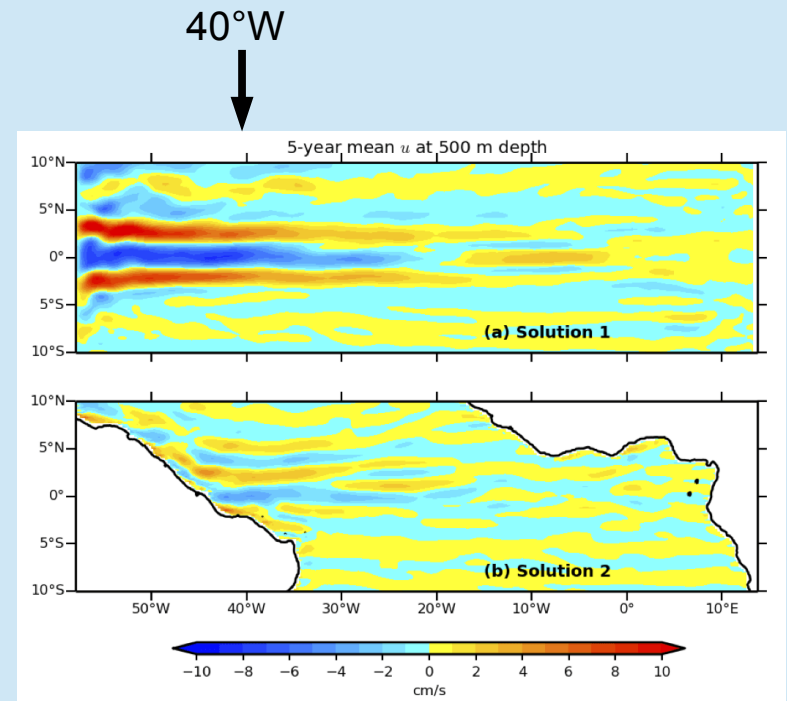 40°W
5-year mean u at 500 m depth
10°N
5°N
0°
5°S
10°S
(a) Solution 1
10°N
5°N
0°
5°S
10°S
(b) Solution 2
50°W 40°W 30°W 20°W 10°W 0° 10°E
−10 −8 −6 −4 −2 0 2 4 6 8 10
cm/s